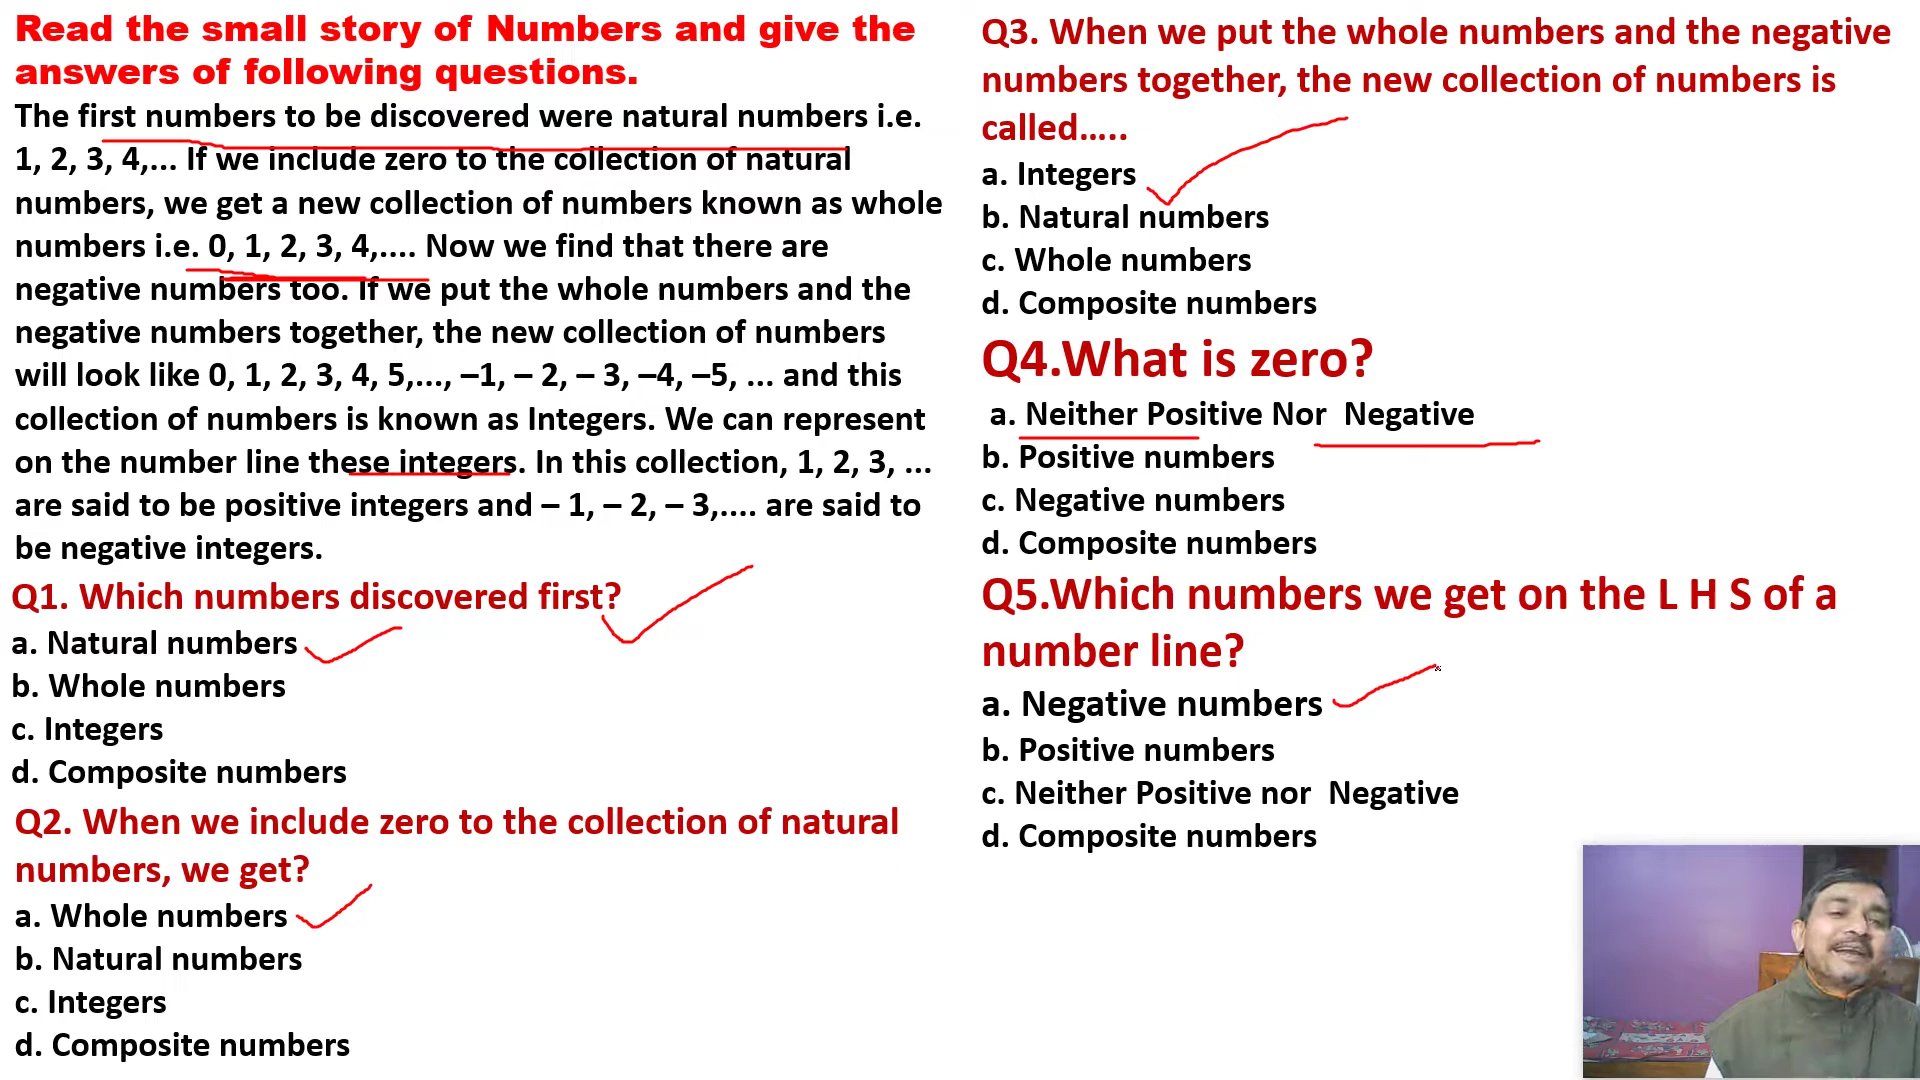 Read the small story of Numbers and give the
answers of following questions.
The first numbers to be discovered were natural numbers i.e.
1, 2, 3, 4,... If we include zero to the collection of natural
numbers, we get a new collection of numbers known as whole
numbers i.e. 0, 1, 2, 3, 4,.... Now we find that there are
negative numbers too. If we put the whole numbers and the
negative numbers together, the new collection of numbers
will look like 0, 1, 2, 3, 4, 5,..., –1, – 2, – 3, –4, –5, ... and this
collection of numbers is known as Integers. We can represent
on the number line these integers. In this collection, 1, 2, 3, ...
are said to be positive integers and – 1, – 2, – 3,.... are said to
be negative integers.
Q1. Which numbers discovered first?
a. Natural numbers
b. Whole numbers
c. Integers
d. Composite numbers
Q2. When we include zero to the collection of natural
numbers, we get?
a. Whole numbers
b. Natural numbers
c. Integers
d. Composite numbers
Q3. When we put the whole numbers and the negative
numbers together, the new collection of numbers is
called.....
a. Integers
b. Natural numbers
c. Whole numbers
d. Composite numbers
Q4.What is zero?
a. Neither Positive Nor Negative
b. Positive numbers
c. Negative numbers
d. Composite numbers
Q5.Which numbers we get on the L H S of a
number line?
a. Negative numbers
b. Positive numbers
c. Neither Positive nor Negative
d. Composite numbers